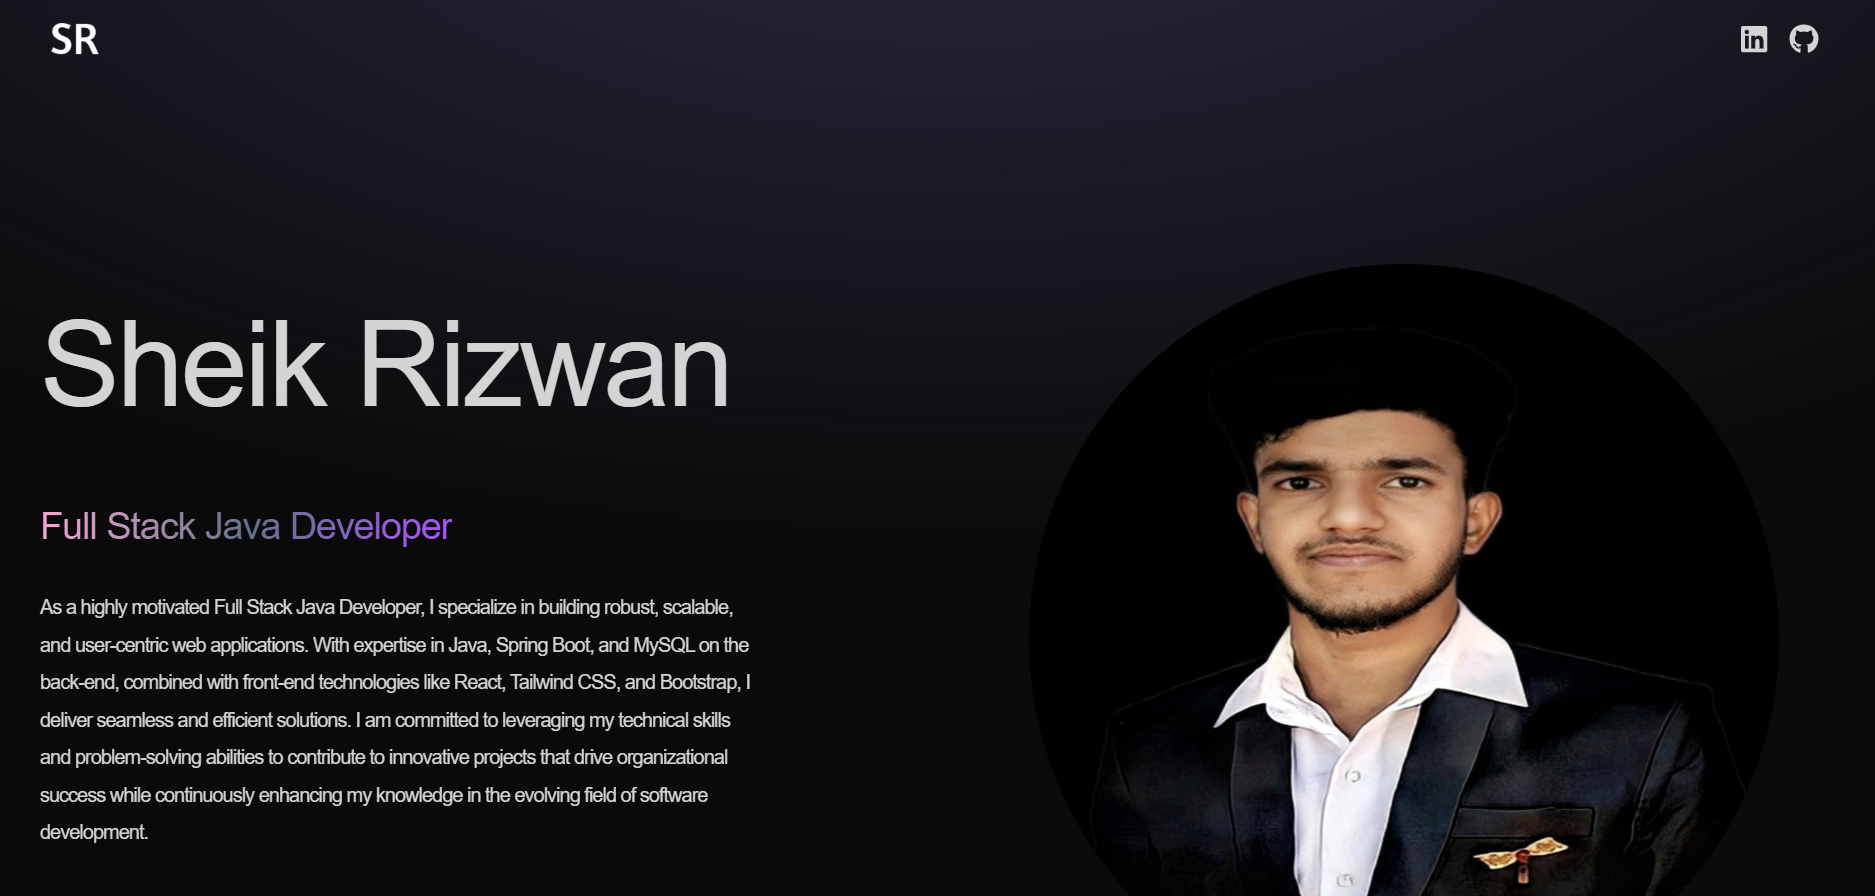 SR
in
Sheik Rizwan
Full Stack Java Developer
As a highly motivated Full Stack Java Developer, I specialize in building robust, scalable,
and user-centric web applications. With expertise in Java, Spring Boot, and MySQL on the
back-end, combined with front-end technologies like React, Tailwind CSS, and Bootstrap, I
deliver seamless and efficient solutions. I am committed to leveraging my technical skills
and problem-solving abilities to contribute to innovative projects that drive organizational
success while continuously enhancing my knowledge in the evolving field of software
development.